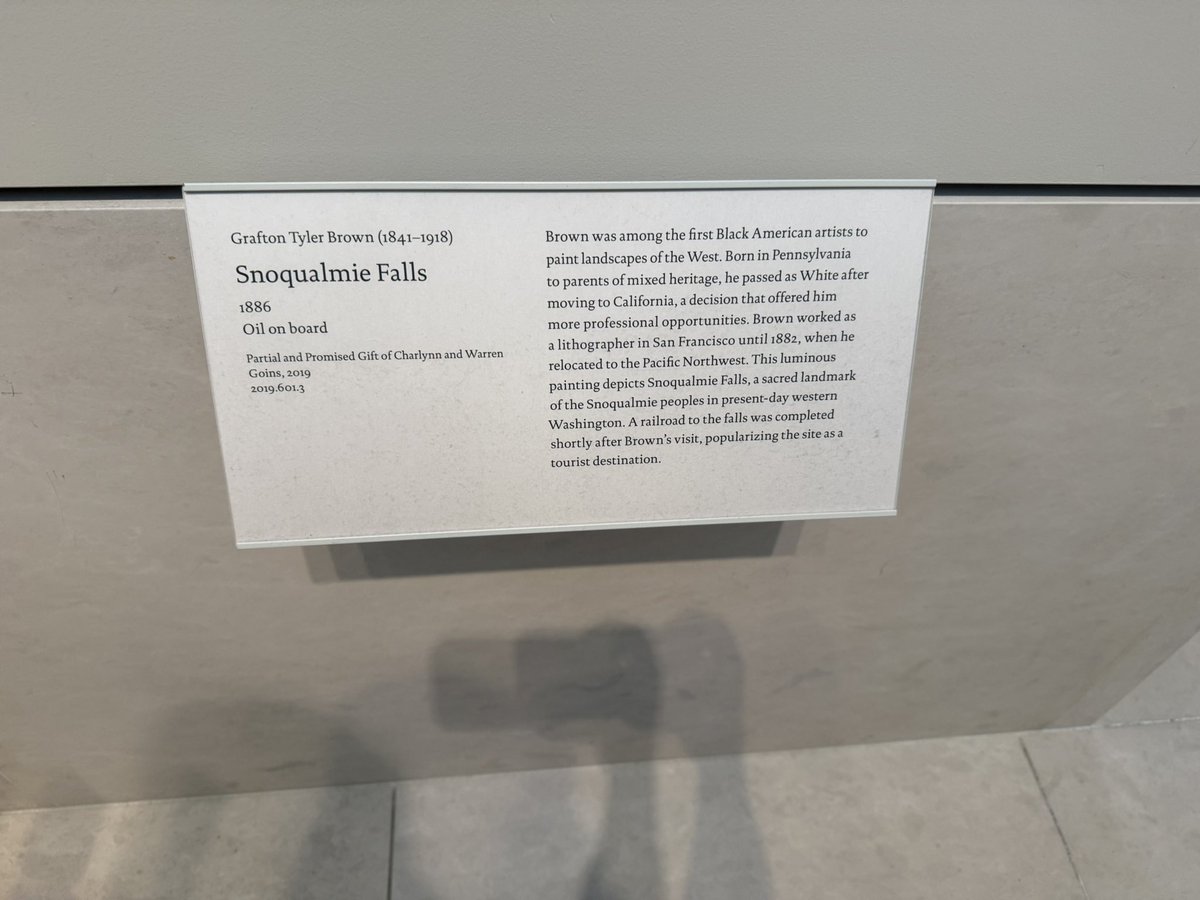 Grafton Tyler Brown (1841–1918)
Snoqualmie Falls
1886
Oil on board
Partial and Promised Gift of Charlynn and Warren
Goins, 2019
2019.601.3
Brown was among the first Black American artists to
paint landscapes of the West. Born in Pennsylvania
to parents of mixed heritage, he passed as White after
moving to California, a decision that offered him
more professional opportunities. Brown worked as
a lithographer in San Francisco until 1882, when he
relocated to the Pacific Northwest. This luminous
painting depicts Snoqualmie Falls, a sacred landmark
of the Snoqualmie peoples in present-day western
Washington. A railroad to the falls was completed
shortly after Brown’s visit, popularizing the site as a
tourist destination.